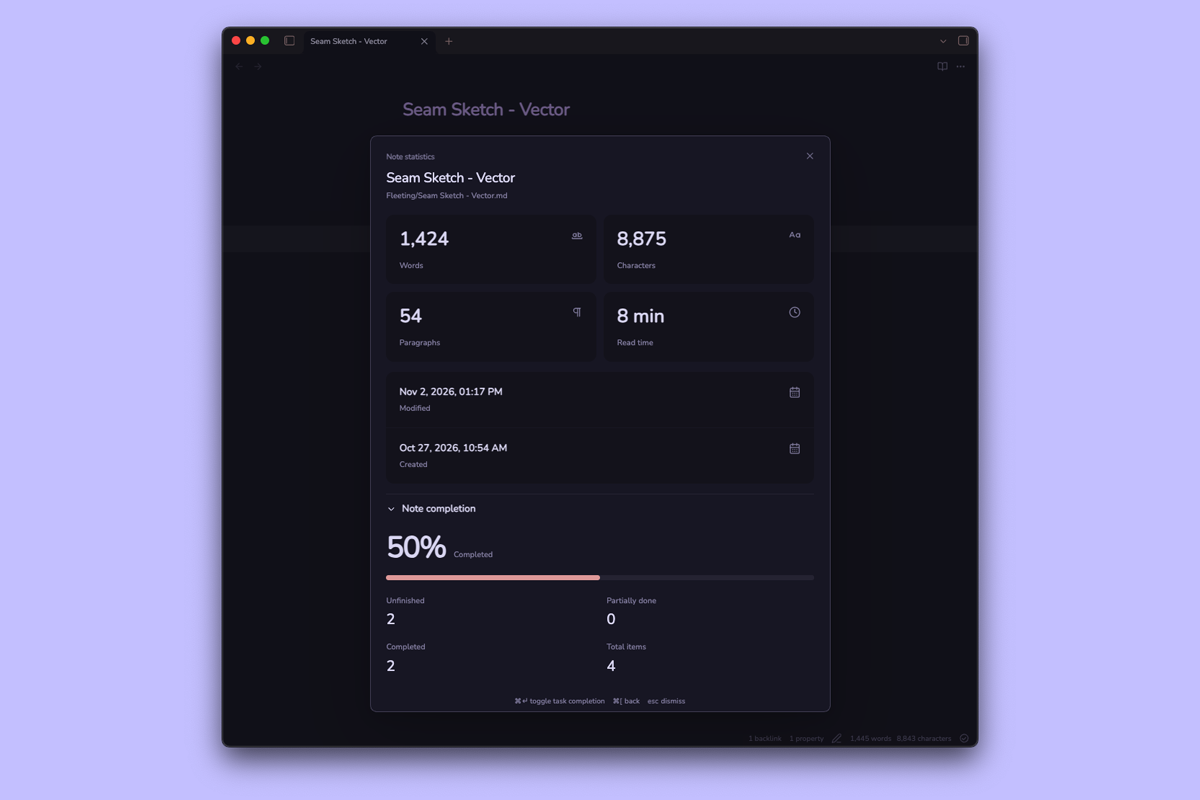 Seam Sketch - Vector
Seam Sketch - Vector
Note statistics
Seam Sketch - Vector
Fleeting/Seam Sketch - Vector.md
1,424
ab
8,875
Aa
Words
Characters
54
¶
8 min
Paragraphs
Read time
Nov 2, 2026, 01:17 PM
Modified
Oct 27, 2026, 10:54 AM
Created
Note completion
50% Completed
Unfinished
Partially done
2
0
Completed
Total items
2
4
⌘↵ toggle task completion ⌘[ back esc dismiss
1 backlink 1 property 1,445 words 8,843 characters